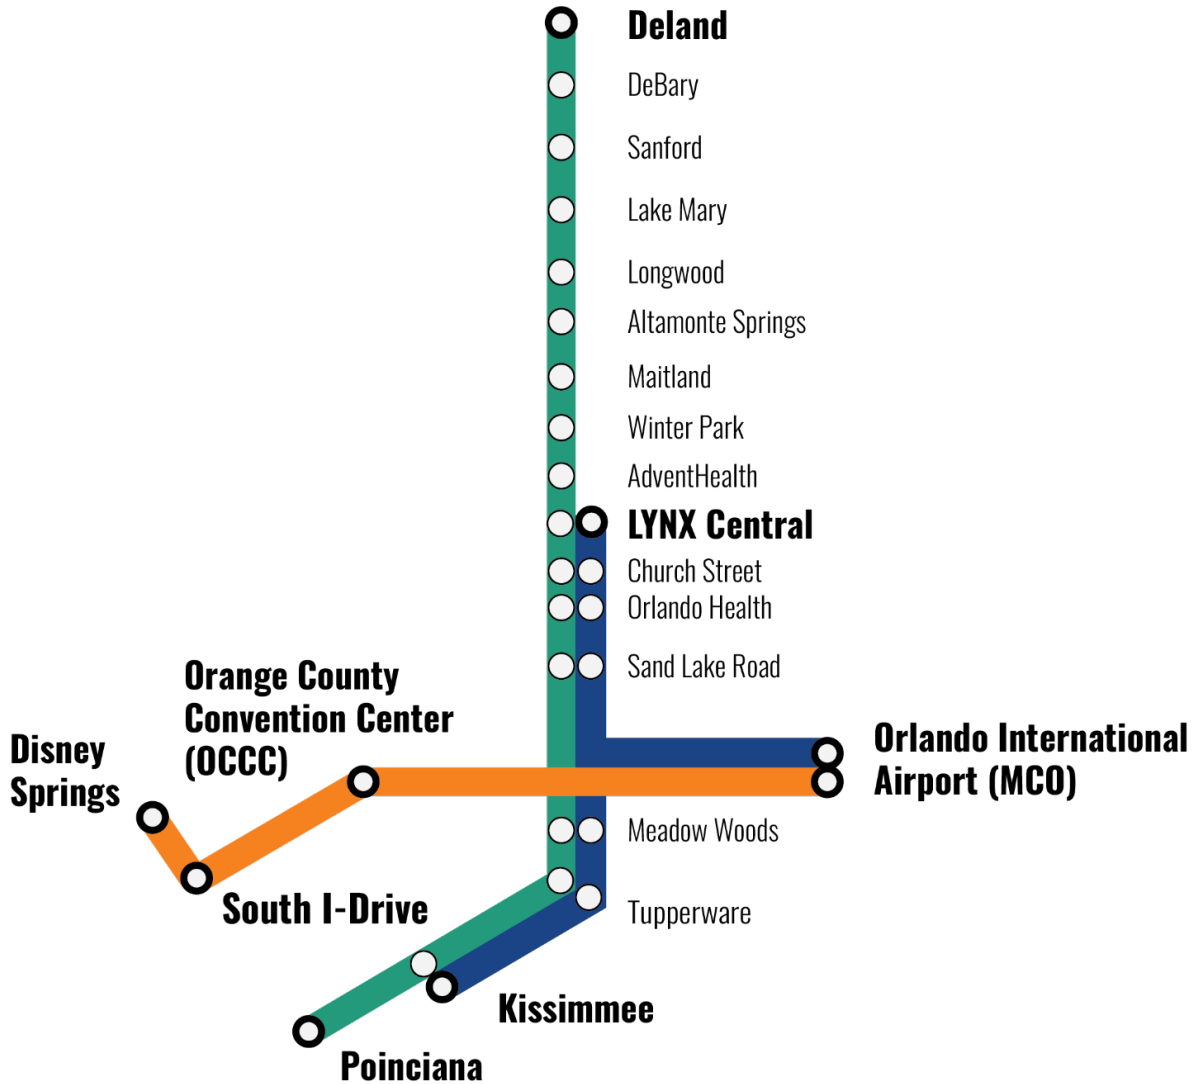 Deland
DeBary
Sanford
Lake Mary
Longwood
Altamonte Springs
Maitland
Winter Park
AdventHealth
LYNX Central
Church Street
Orlando Health
Sand Lake Road
Orange County
Convention Center
(OCCC)
Disney
Springs
Orlando International
Airport (MCO)
Meadow Woods
South I-Drive
Tupperware
Kissimmee
Poinciana